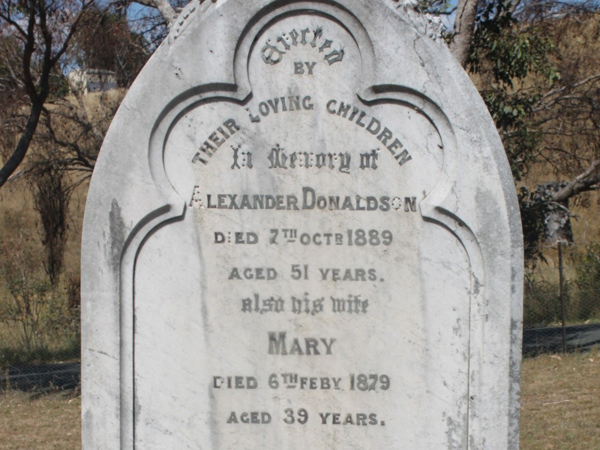 Erected
BY
THEIR LOVING CHILDREN
In Memory of
ALEXANDER DONALDSON
DIED 7TH OCTR 1889
AGED 51 YEARS.
also his wife
MARY
DIED 6TH FEBY 1879
AGED 39 YEARS.